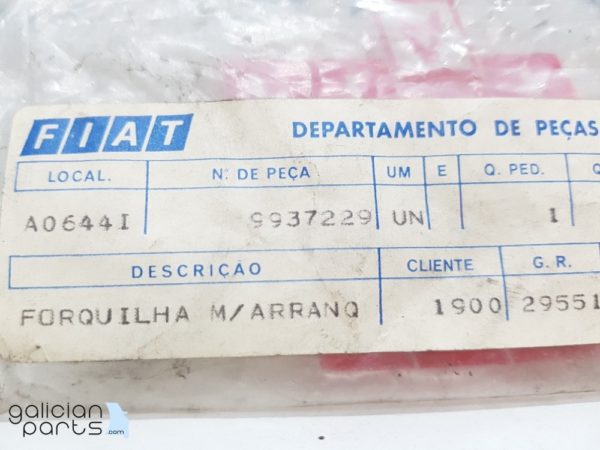 FIAT DEPARTAMENTO DE PEÇAS
LOCAL. N.º DE PEÇA UM E Q. PED. Q
A0644I 9937229 UN 1
DESCRIÇÃO CLIENTE G. R.
FORQUILHA M/ARRANQ 1900 29551
galician
parts.com